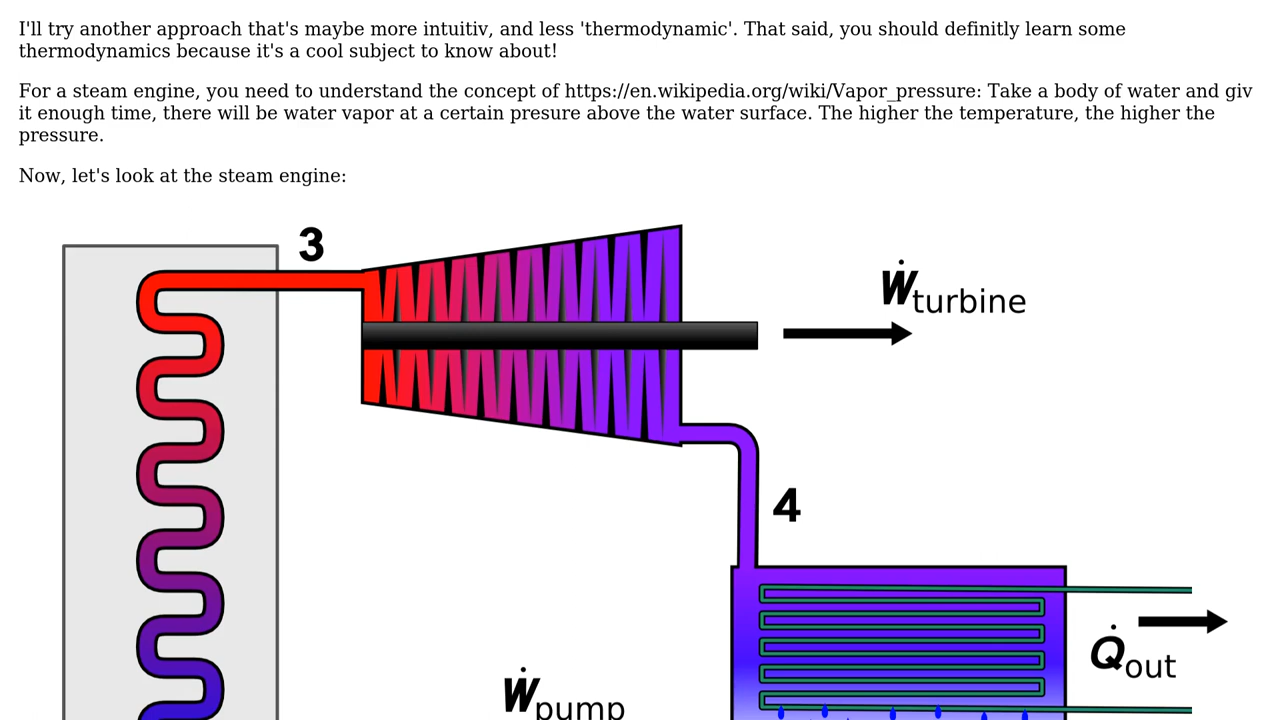 I'll try another approach that's maybe more intuitiv, and less 'thermodynamic'. That said, you should definitly learn some
thermodynamics because it's a cool subject to know about!
For a steam engine, you need to understand the concept of https://en.wikipedia.org/wiki/Vapor_pressure: Take a body of water and giv
it enough time, there will be water vapor at a certain presure above the water surface. The higher the temperature, the higher the
pressure.
Now, let's look at the steam engine:
3
Ẇturbine
4
Q̇out
Ẇpump